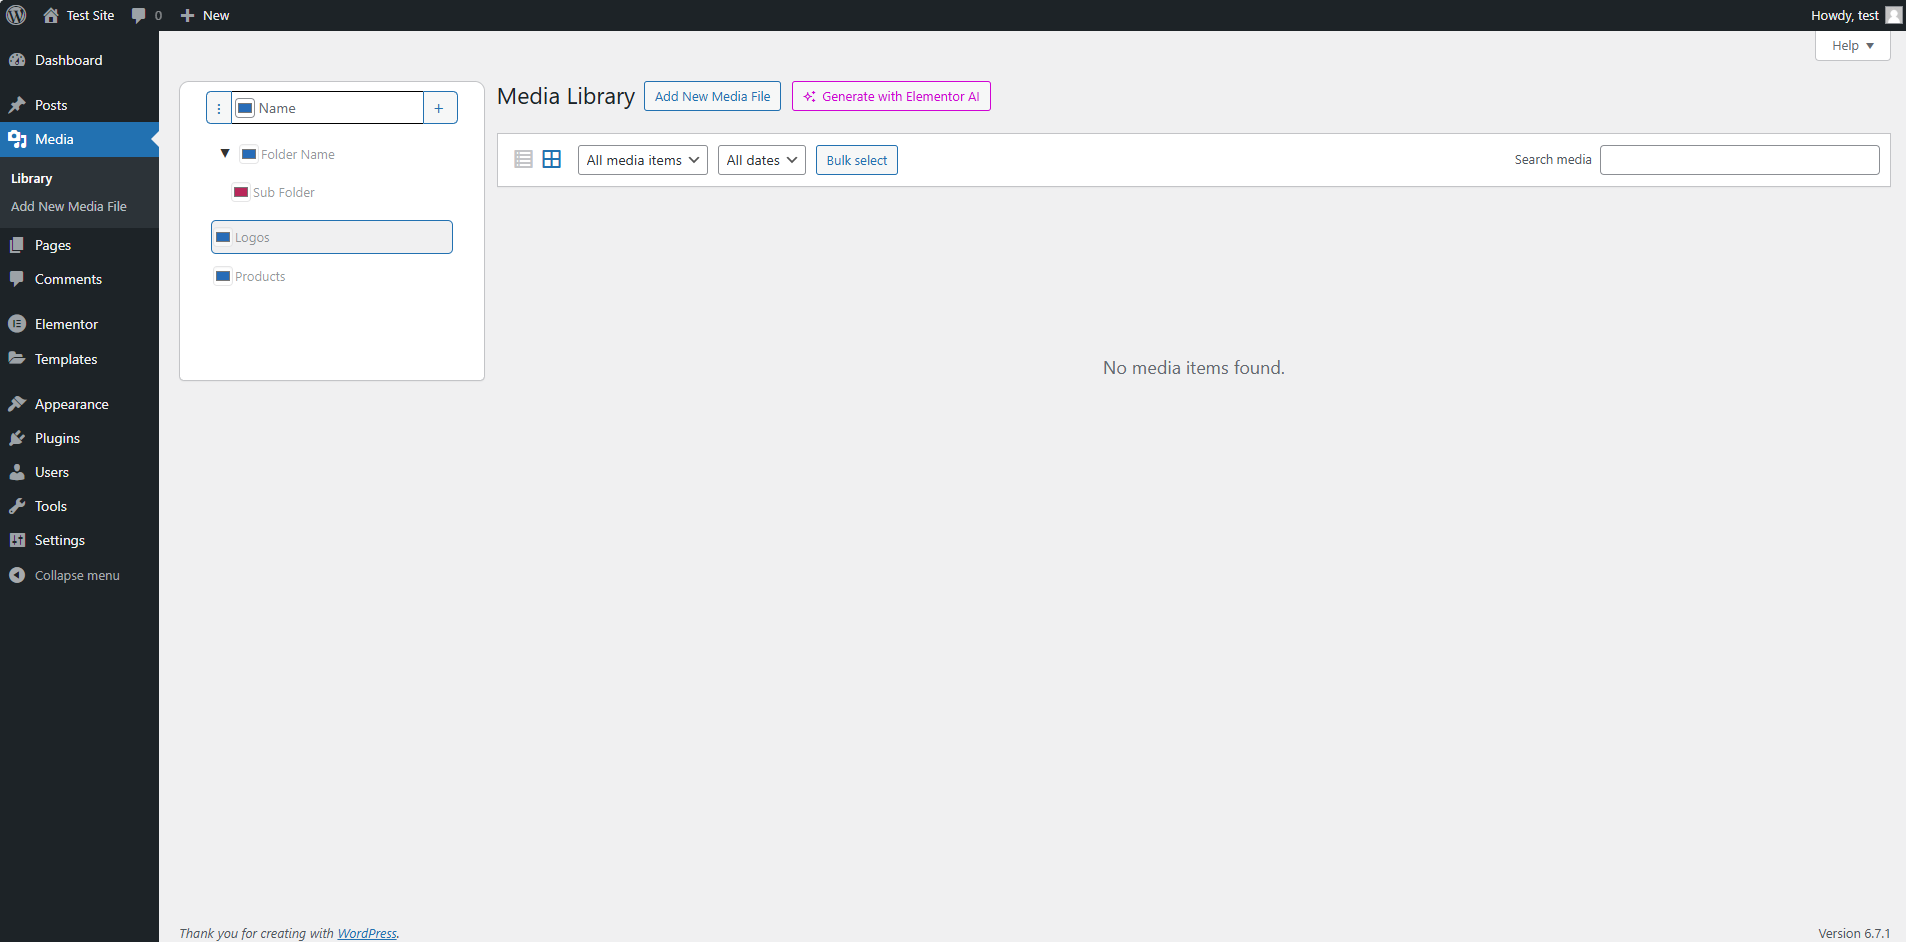 Test Site
0
New
Howdy, test
Help
Dashboard
Posts
Media
Library
Add New Media File
Pages
Comments
Elementor
Templates
Appearance
Plugins
Users
Tools
Settings
Collapse menu
Name
+
Folder Name
Sub Folder
Logos
Products
Media Library
Add New Media File
Generate with Elementor AI
All media items
All dates
Bulk select
Search media
No media items found.
Thank you for creating with WordPress.
Version 6.7.1